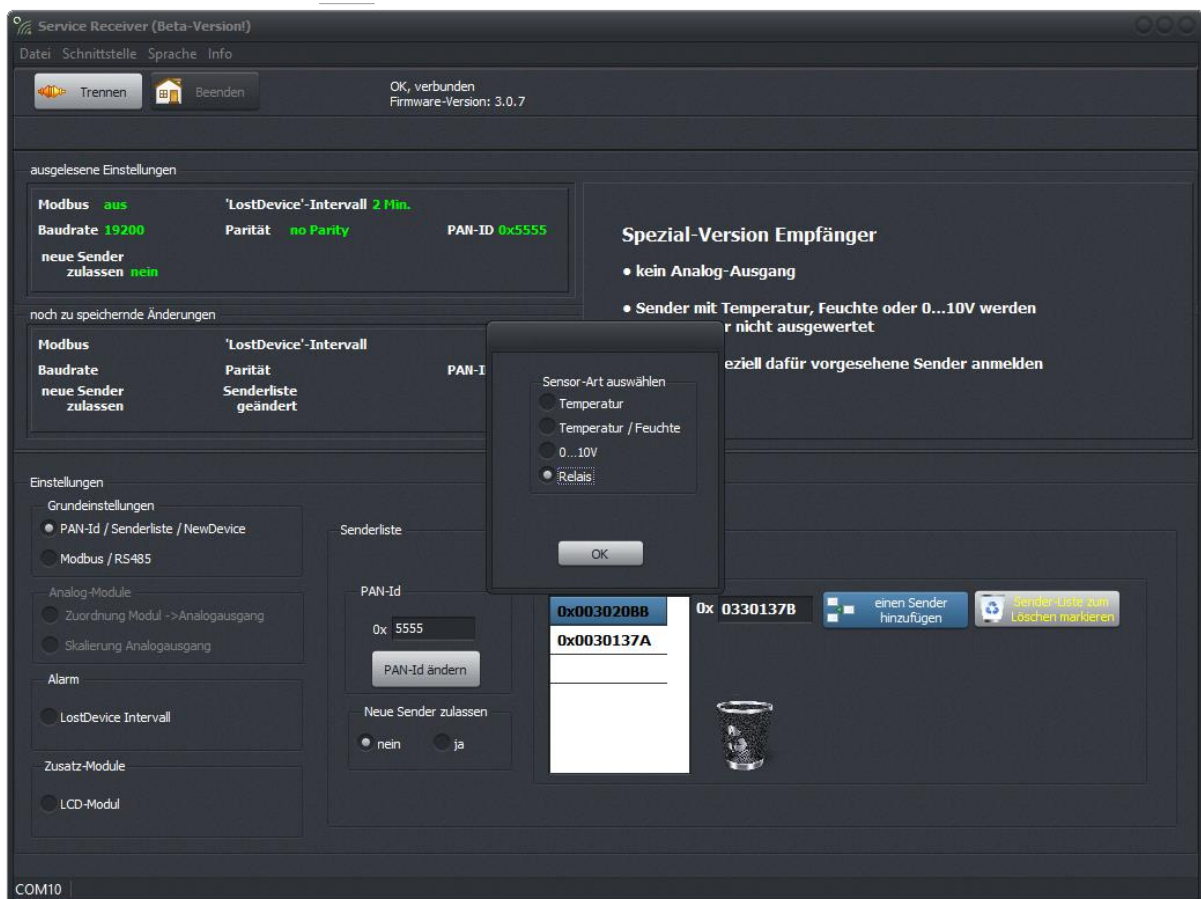 Service Receiver (Beta-Version!)
Datei Schnittstelle Sprache Info
Trennen
Beenden
OK, verbunden
Firmware-Version: 3.0.7
ausgelesene Einstellungen
Modbus aus
'LostDevice'-Intervall 2 Min.
Baudrate 19200
Parität no Parity
PAN-ID 0x5555
neue Sender
zulassen nein
Spezial-Version Empfänger
• kein Analog-Ausgang
• Sender mit Temperatur, Feuchte oder 0...10V werden
r nicht ausgewertet
eziell dafür vorgesehene Sender anmelden
noch zu speichernde Änderungen
Modbus
'LostDevice'-Intervall
Baudrate
Parität
PAN-I
neue Sender
zulassen
Senderliste
geändert
Sensor-Art auswählen
Temperatur
Temperatur / Feuchte
0...10V
Relais
OK
Einstellungen
Grundeinstellungen
PAN-Id / Senderliste / NewDevice
Modbus / RS485
Analog-Module
Zuordnung Modul ->Analogausgang
Skalierung Analogausgang
Alarm
LostDevice Intervall
Zusatz-Module
LCD-Modul
Senderliste
PAN-Id
0x 5555
PAN-Id ändern
Neue Sender zulassen
nein
ja
0x003020BB
0x0030137A
0x 0330137B
einen Sender
hinzufügen
Sender-Liste zum
Löschen markieren
COM10